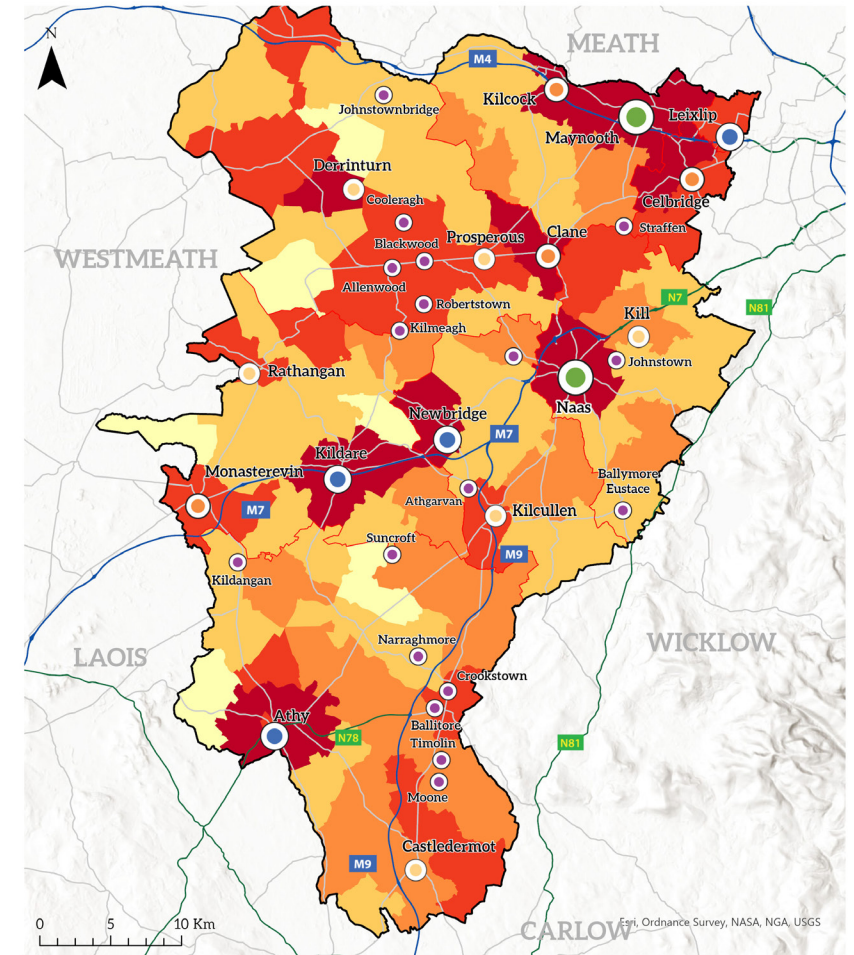 N
MEATH
M4
Kilcock
Johnstownbridge
Leixlip
Maynooth
Derrinturn
Celbridge
Cooleragh
Straffen
Clane
Prosperous
Blackwood
WESTMEATH
Allenwood
N7
N81
Robertstown
Kill
Kilmeagh
Johnstown
Rathangan
Naas
Newbridge
M7
Kildare
Monasterevin
Ballymore
Eustace
Athgarvan
M7
Kilcullen
Suncroft
M9
Kildangan
Narraghmore
WICKLOW
LAOIS
Crookstown
Athy
Ballitore
N78
Timolin
N81
Moone
Castledermot
M9
0 5 10 Km
Esri, Ordnance Survey, NASA, NGA, USGS
CARLOW